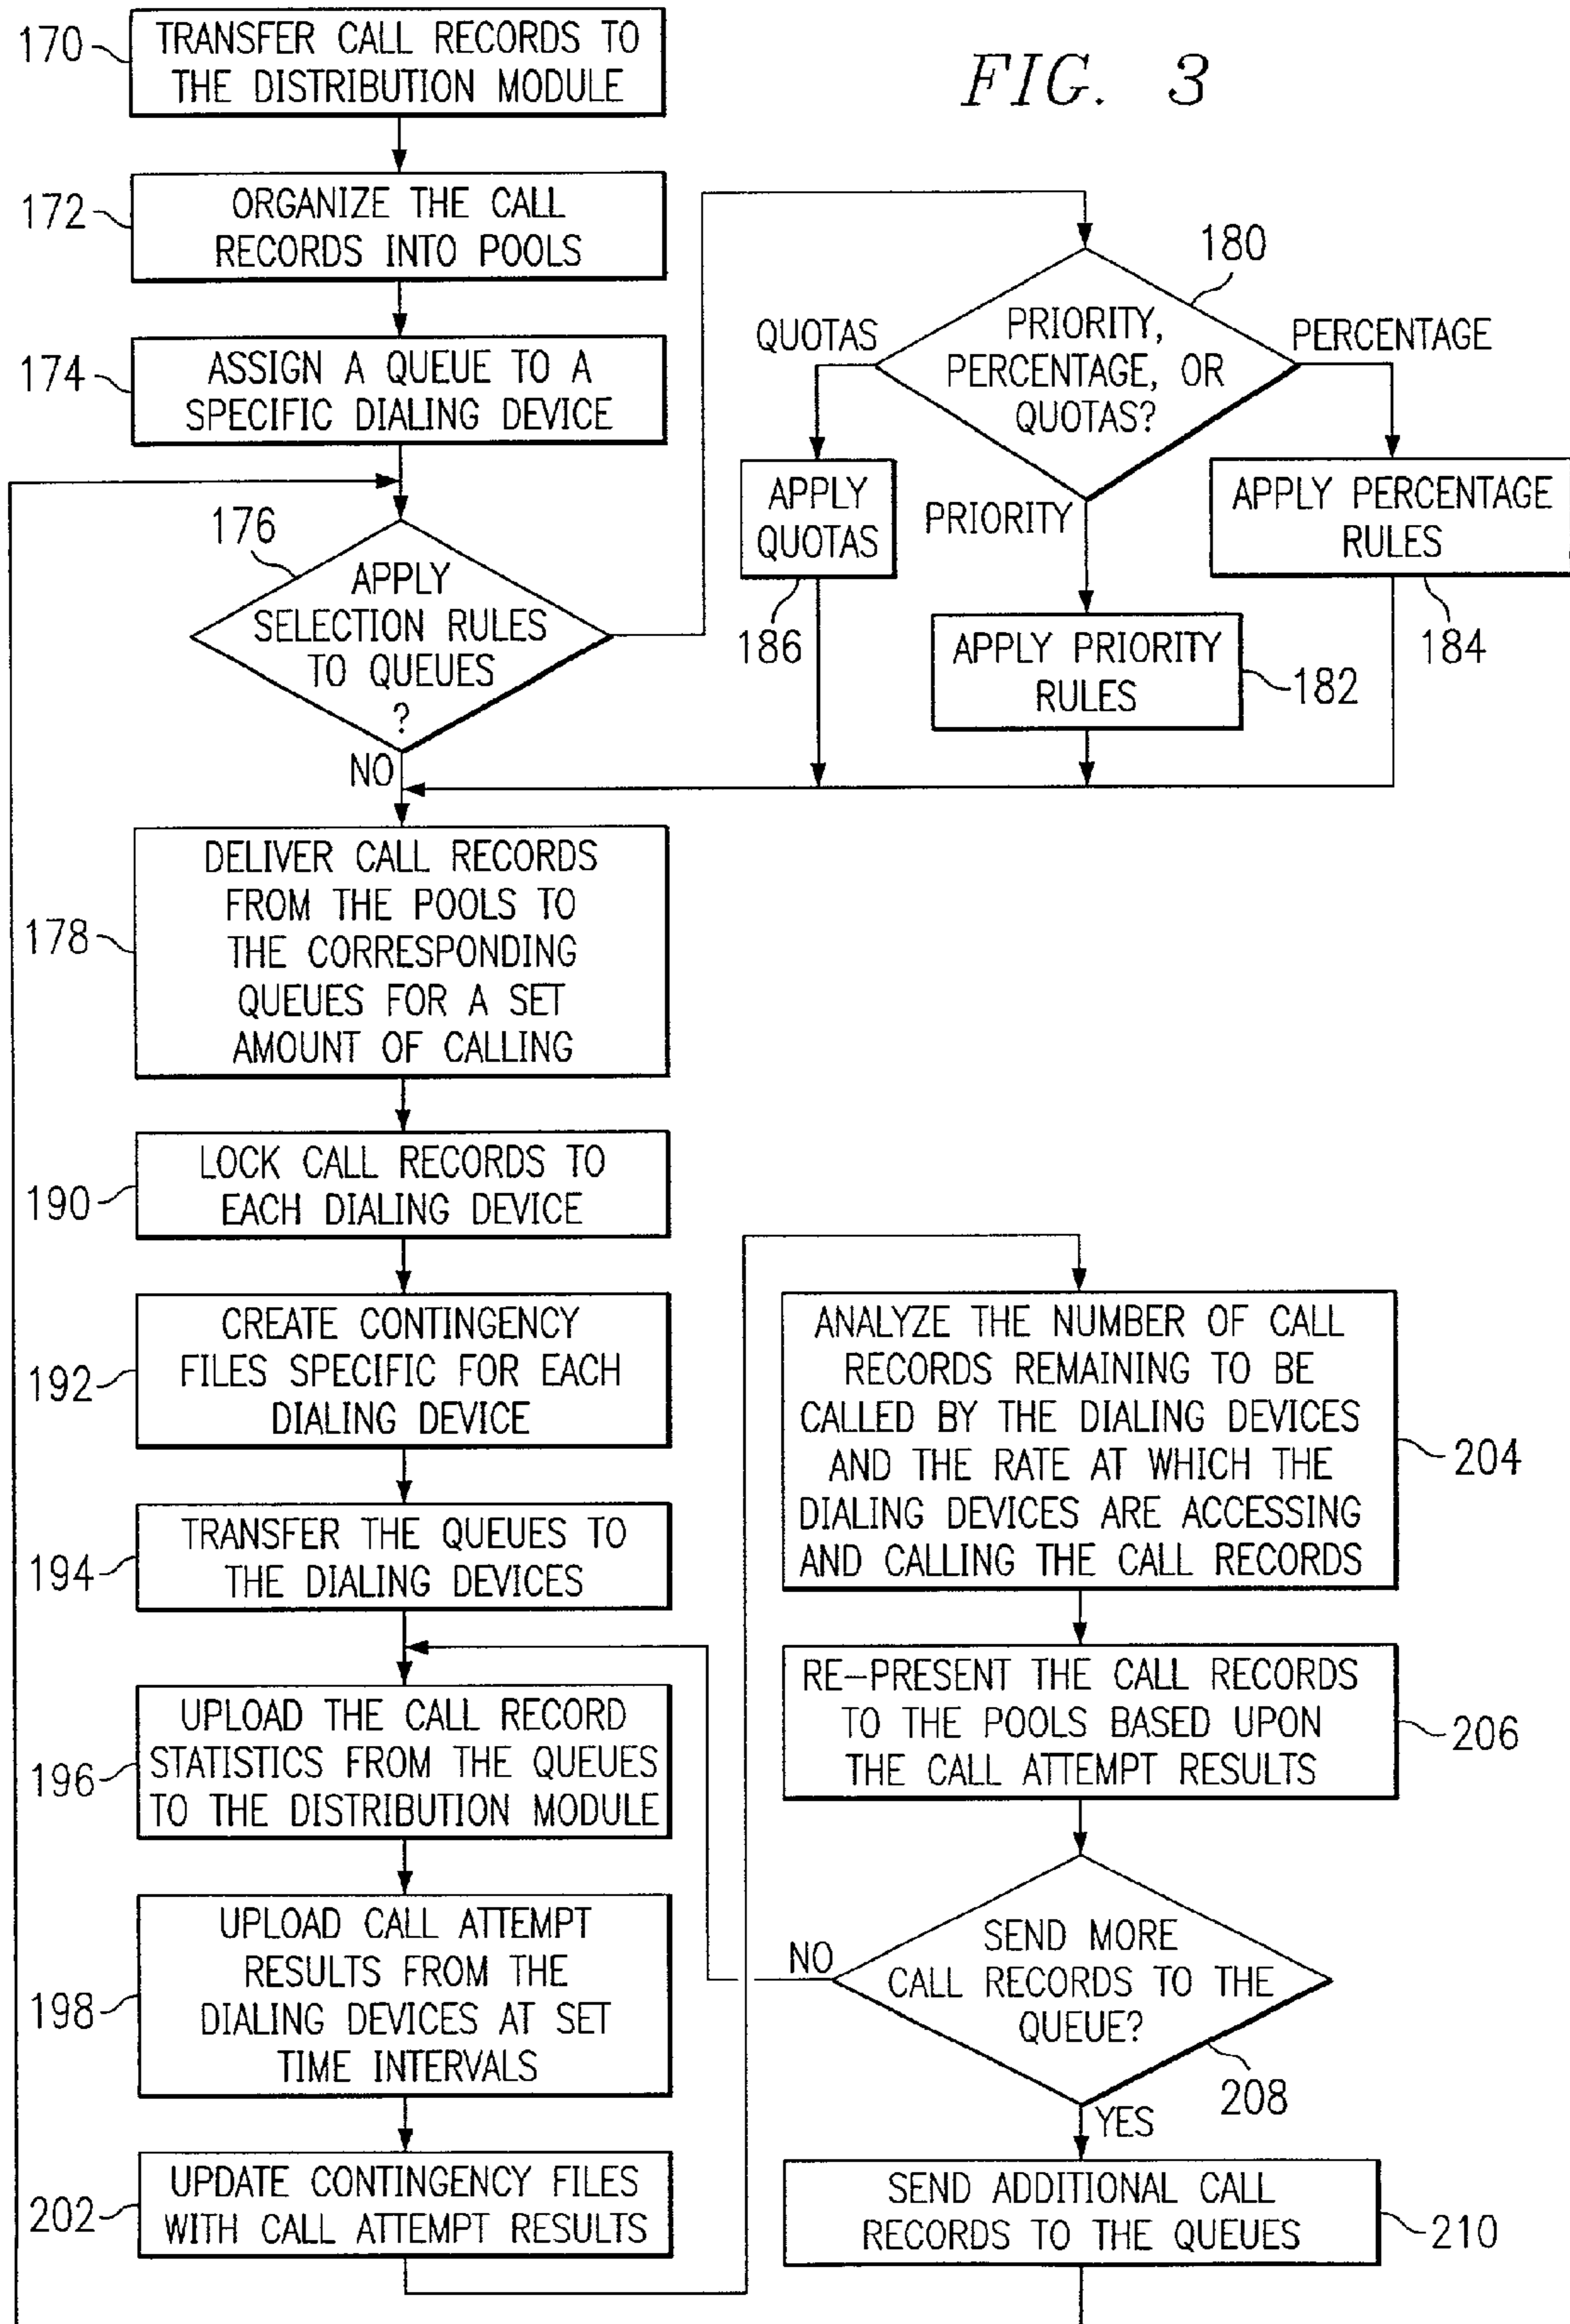 FIG. 3
170
TRANSFER CALL RECORDS TO
THE DISTRIBUTION MODULE
172
ORGANIZE THE CALL
RECORDS INTO POOLS
174
ASSIGN A QUEUE TO A
SPECIFIC DIALING DEVICE
176
APPLY
SELECTION RULES
TO QUEUES
?
NO
180
PRIORITY,
PERCENTAGE, OR
QUOTAS?
QUOTAS
PERCENTAGE
PRIORITY
APPLY
QUOTAS
186
APPLY PRIORITY
RULES
182
APPLY PERCENTAGE
RULES
184
178
DELIVER CALL RECORDS
FROM THE POOLS TO
THE CORRESPONDING
QUEUES FOR A SET
AMOUNT OF CALLING
190
LOCK CALL RECORDS TO
EACH DIALING DEVICE
192
CREATE CONTINGENCY
FILES SPECIFIC FOR EACH
DIALING DEVICE
194
TRANSFER THE QUEUES TO
THE DIALING DEVICES
196
UPLOAD THE CALL RECORD
STATISTICS FROM THE QUEUES
TO THE DISTRIBUTION MODULE
198
UPLOAD CALL ATTEMPT
RESULTS FROM THE
DIALING DEVICES AT SET
TIME INTERVALS
202
UPDATE CONTINGENCY FILES
WITH CALL ATTEMPT RESULTS
ANALYZE THE NUMBER OF CALL
RECORDS REMAINING TO BE
CALLED BY THE DIALING DEVICES
AND THE RATE AT WHICH THE
DIALING DEVICES ARE ACCESSING
AND CALLING THE CALL RECORDS
204
RE-PRESENT THE CALL RECORDS
TO THE POOLS BASED UPON
THE CALL ATTEMPT RESULTS
206
SEND MORE
CALL RECORDS TO THE
QUEUE?
NO
208
YES
SEND ADDITIONAL CALL
RECORDS TO THE QUEUES
210